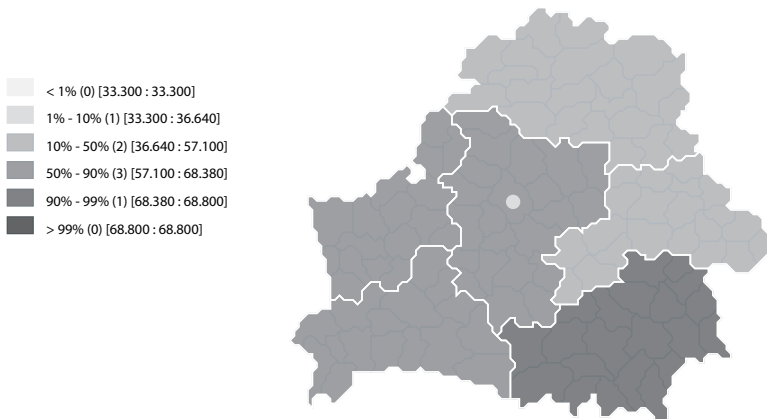 < 1% (0) [33.300 : 33.300]
1% - 10% (1) [33.300 : 36.640]
10% - 50% (2) [36.640 : 57.100]
50% - 90% (3) [57.100 : 68.380]
90% - 99% (1) [68.380 : 68.800]
> 99% (0) [68.800 : 68.800]